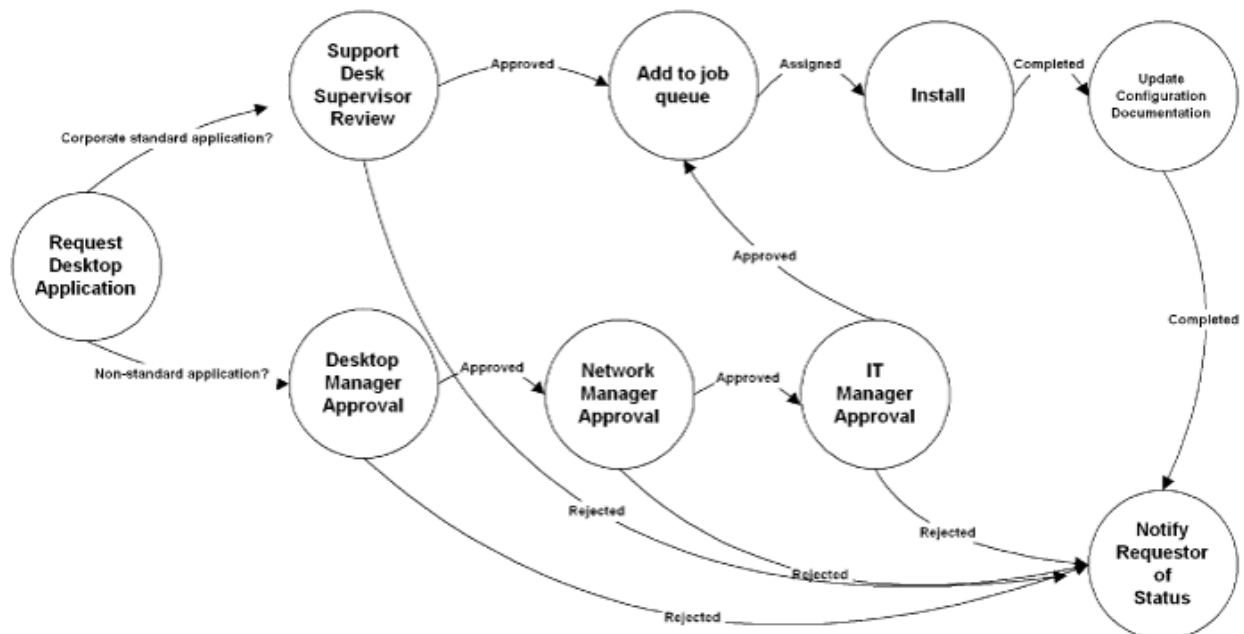 Support
Desk
Supervisor
Review
Approved
Add to job
queue
Assigned
Install
Completed
Update
Configuration
Documentation
Corporate standard application?
Request
Desktop
Application
Approved
Completed
Non-standard application?
Desktop
Manager
Approval
Approved
Network
Manager
Approval
Approved
IT
Manager
Approval
Rejected
Rejected
Rejected
Rejected
Notify
Requestor
of
Status